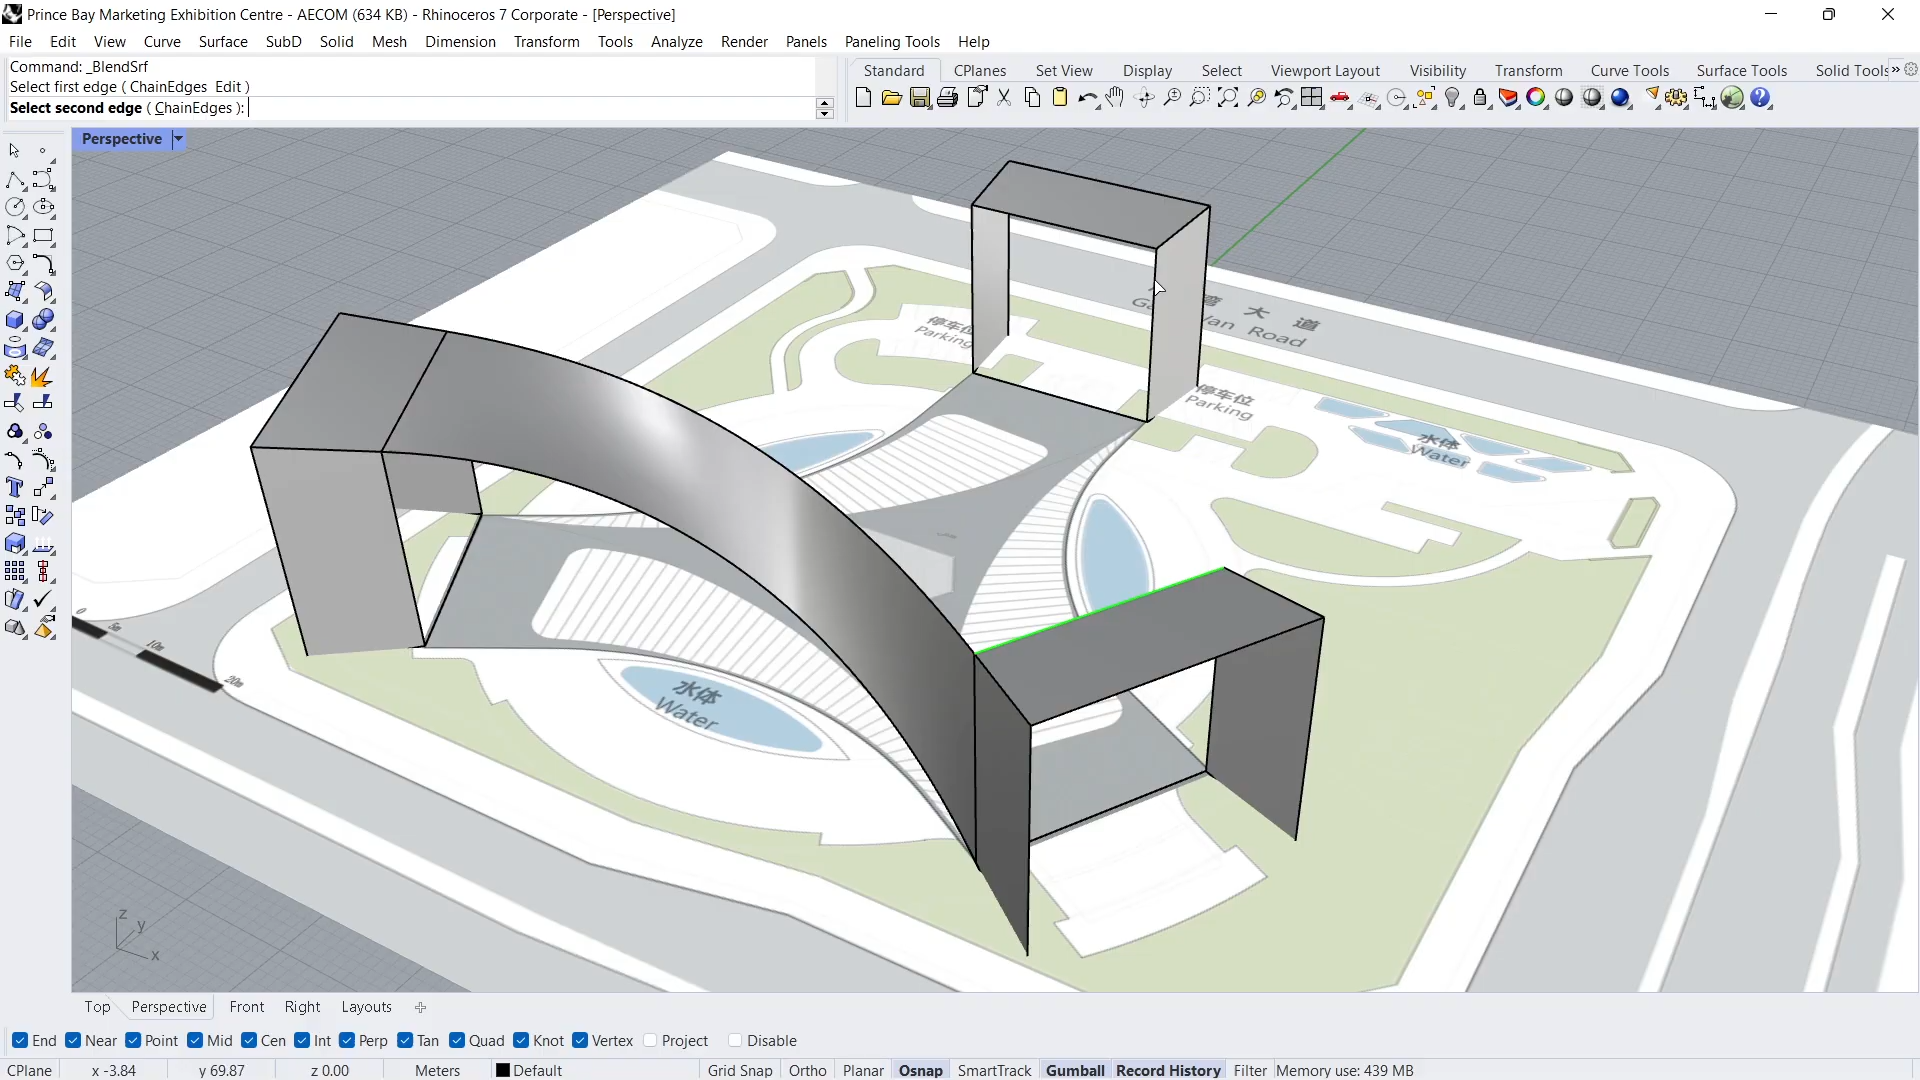 Prince Bay Marketing Exhibition Centre - AECOM (634 KB) - Rhinoceros 7 Corporate - [Perspective]
File Edit View Curve Surface SubD Solid Mesh Dimension Transform Tools Analyze Render Panels Paneling Tools Help
Command: _BlendSrf
Select first edge ( ChainEdges Edit )
Select second edge ( ChainEdges ):
Standard CPlanes Set View Display Select Viewport Layout Visibility Transform Curve Tools Surface Tools Solid Tools »
Perspective
大 道
Van Road
停车位
Parking
停车位
Parking
水体
Water
水体
Water
0
5m
10m
20m
z
y
x
Top Perspective Front Right Layouts
End Near Point Mid Cen Int Perp Tan Quad Knot Vertex Project Disable
CPlane x -3.84 y 69.87 z 0.00 Meters Default Grid Snap Ortho Planar Osnap SmartTrack Gumball Record History Filter Memory use: 439 MB